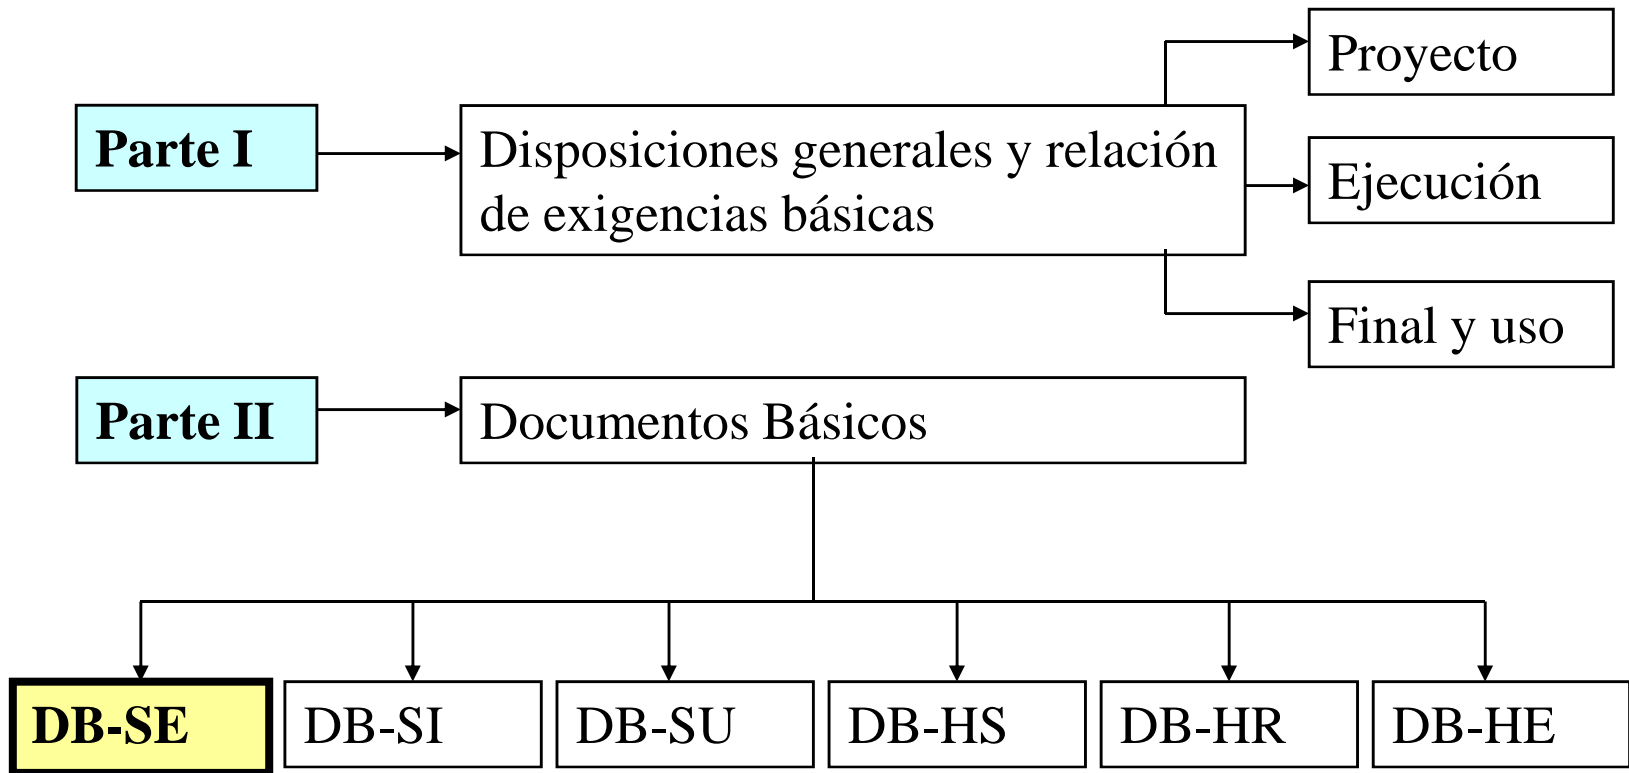 Proyecto
Parte I
Disposiciones generales y relación
de exigencias básicas
Ejecución
Final y uso
Parte II
Documentos Básicos
DB-SE
DB-SI
DB-SU
DB-HS
DB-HR
DB-HE